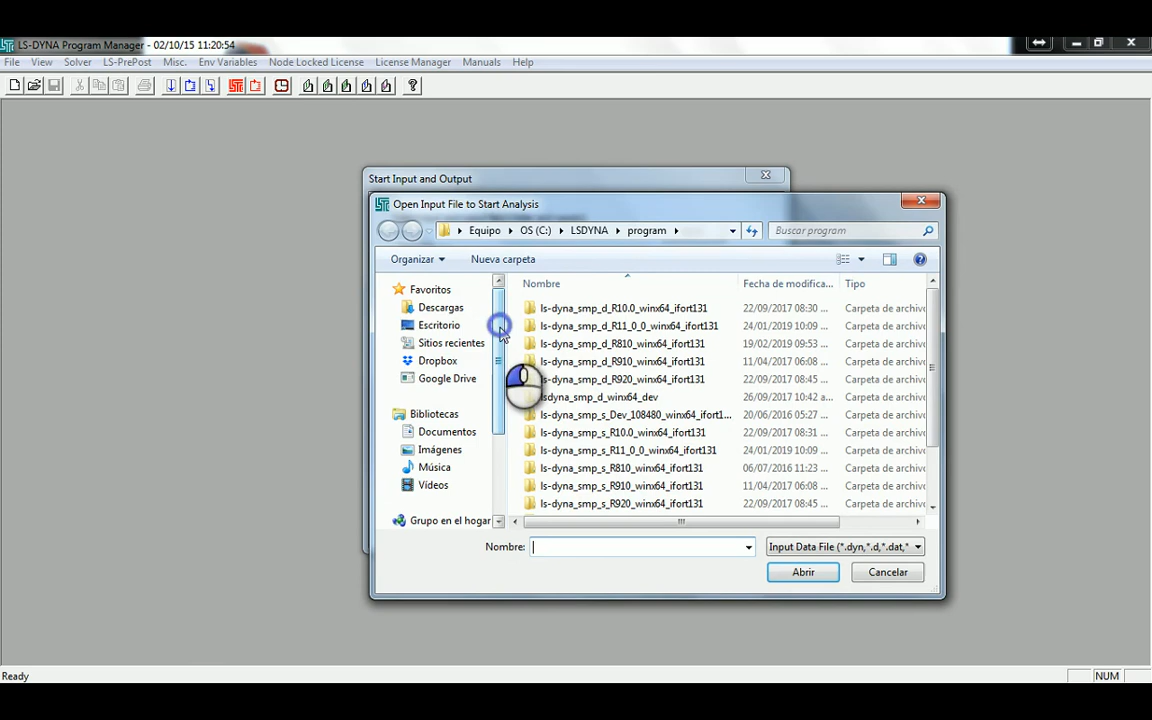 LS-DYNA Program Manager - 02/10/15 11:20:54
File View Solver LS-PrePost Misc. Env Variables Node Locked License License Manager Manuals Help
Start Input and Output
Open Input File to Start Analysis
Equipo OS (C:) LSDYNA program
Buscar program
Organizar Nueva carpeta
Nombre Fecha de modifica... Tipo
Favoritos
Descargas
Escritorio
Sitios recientes
Dropbox
Google Drive
Bibliotecas
Documentos
Imágenes
Música
Vídeos
Grupo en el hogar
ls-dyna_smp_d_R10.0_winx64_ifort131 22/09/2017 08:30 ... Carpeta de archivo
ls-dyna_smp_d_R11_0_0_winx64_ifort131 24/01/2019 10:09 ... Carpeta de archivo
ls-dyna_smp_d_R810_winx64_ifort131 19/02/2019 09:53 ... Carpeta de archivo
ls-dyna_smp_d_R910_winx64_ifort131 11/04/2017 06:08 ... Carpeta de archivo
ls-dyna_smp_d_R920_winx64_ifort131 22/09/2017 08:45 ... Carpeta de archivo
lsdyna_smp_d_winx64_dev 26/09/2017 10:42 a... Carpeta de archivo
ls-dyna_smp_s_Dev_108480_winx64_ifort1... 20/06/2016 05:27 ... Carpeta de archivo
ls-dyna_smp_s_R10.0_winx64_ifort131 22/09/2017 08:31 ... Carpeta de archivo
ls-dyna_smp_s_R11_0_0_winx64_ifort131 24/01/2019 10:09 ... Carpeta de archivo
ls-dyna_smp_s_R810_winx64_ifort131 06/07/2016 11:23 ... Carpeta de archivo
ls-dyna_smp_s_R910_winx64_ifort131 11/04/2017 06:08 ... Carpeta de archivo
ls-dyna_smp_s_R920_winx64_ifort131 22/09/2017 08:45 ... Carpeta de archivo
Nombre: Input Data File (*.dyn,*.d,*.dat,*
Abrir Cancelar
Ready NUM